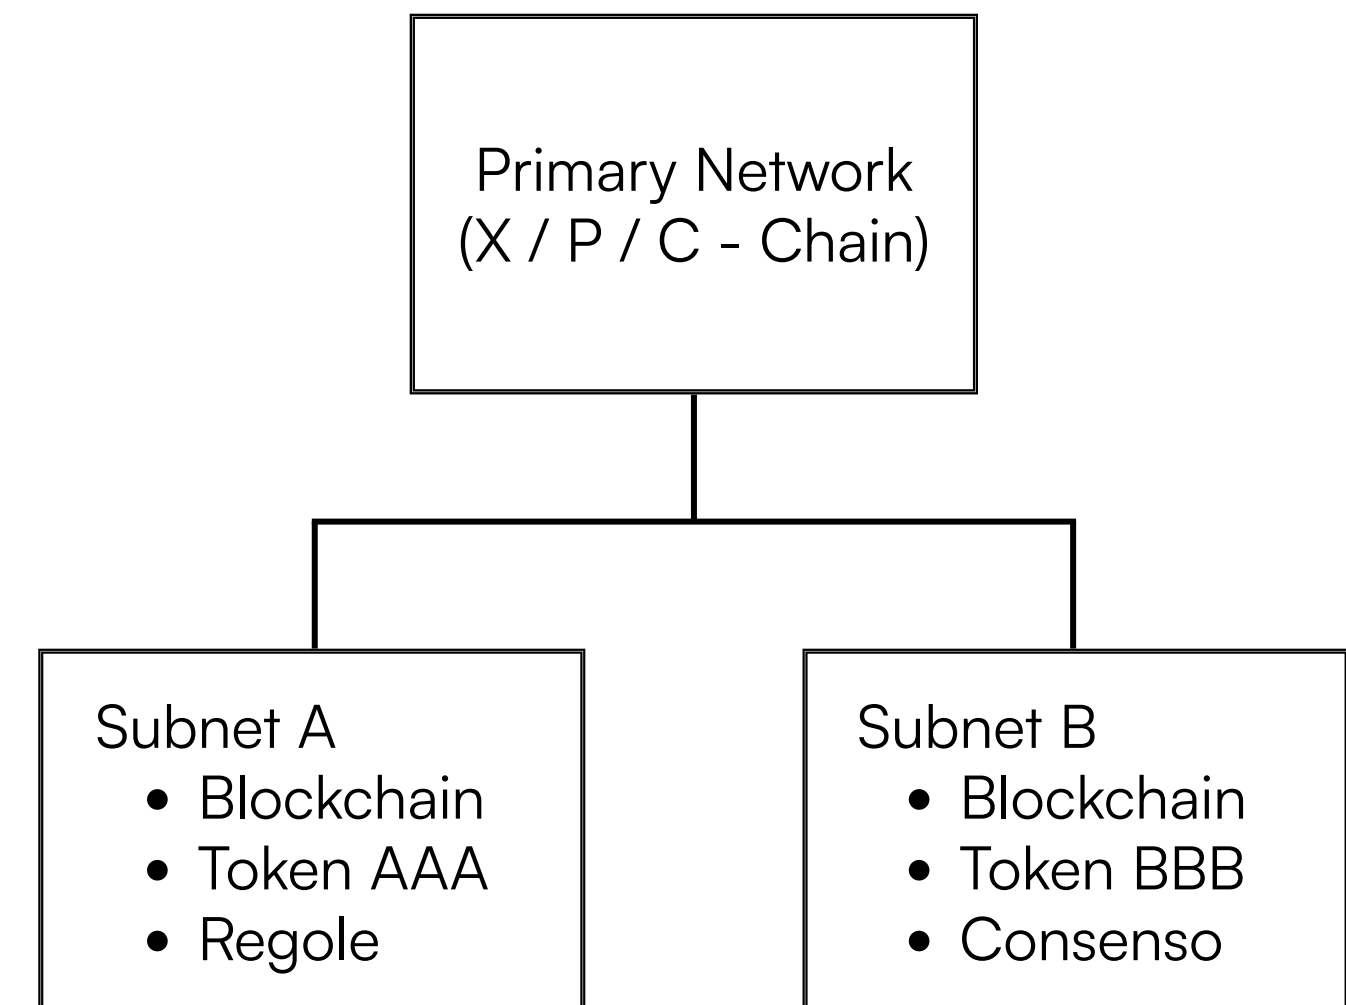 Primary Network
(X / P / C - Chain)
Subnet A
• Blockchain
• Token AAA
• Regole
Subnet B
• Blockchain
• Token BBB
• Consenso